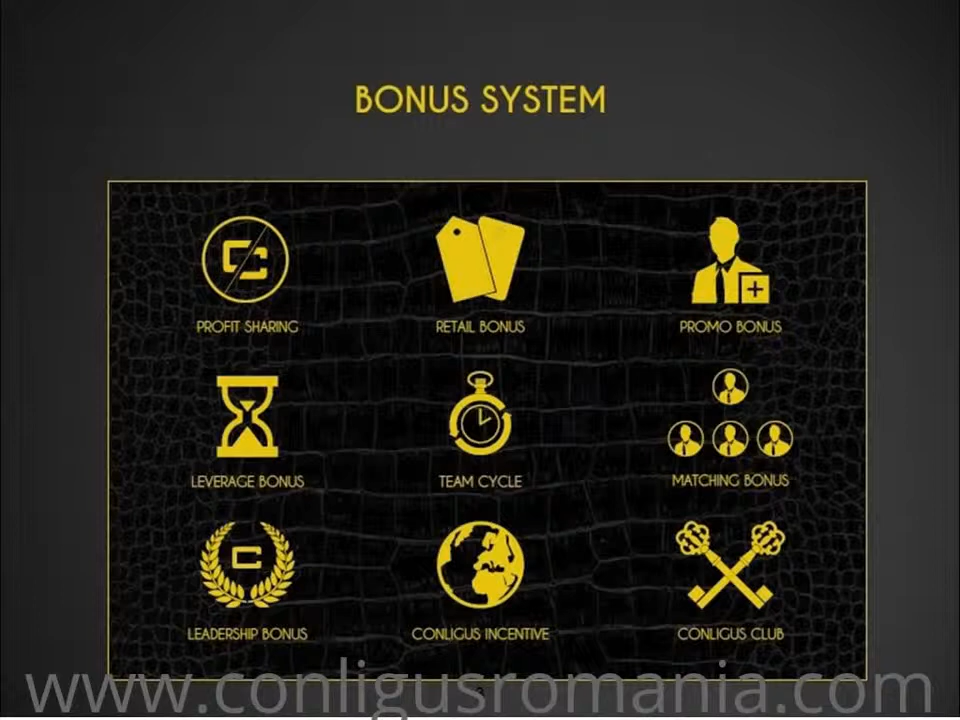 BONUS SYSTEM
PROFIT SHARING
RETAIL BONUS
PROMO BONUS
LEVERAGE BONUS
TEAM CYCLE
MATCHING BONUS
LEADERSHIP BONUS
CONLIGUS INCENTIVE
CONLIGUS CLUB
3
www.conligusromania.com